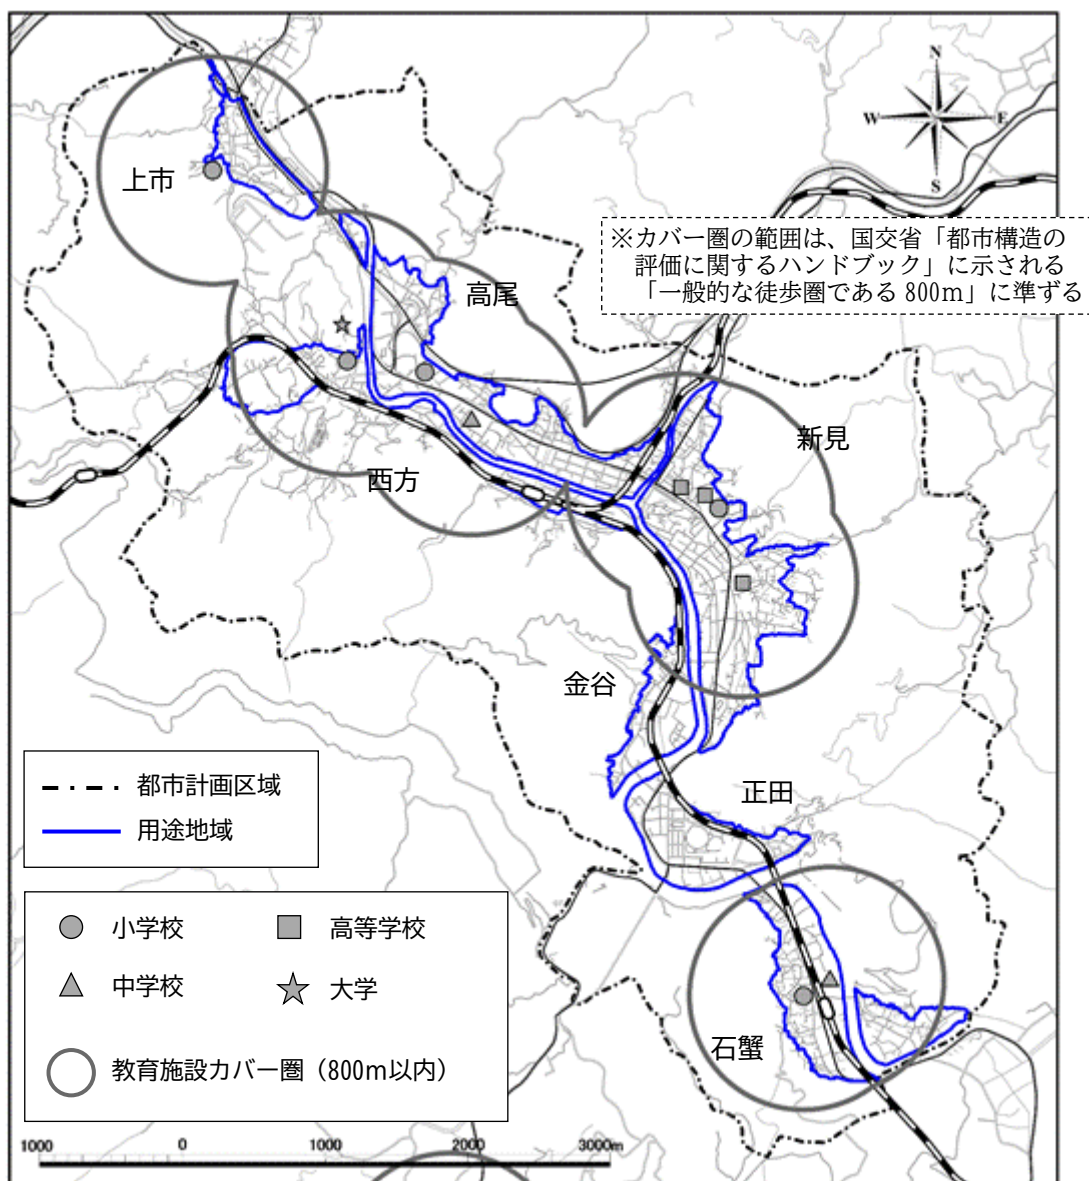 N
W
E
S
上市
※カバー圏の範囲は、国交省「都市構造の
評価に関するハンドブック」に示される
「一般的な徒歩圏である 800m」に準ずる
高尾
新見
西方
金谷
正田
石蟹
都市計画区域
用途地域
小学校
高等学校
中学校
大学
教育施設カバー圏（800m以内）
1000 0 1000 2000 3000m